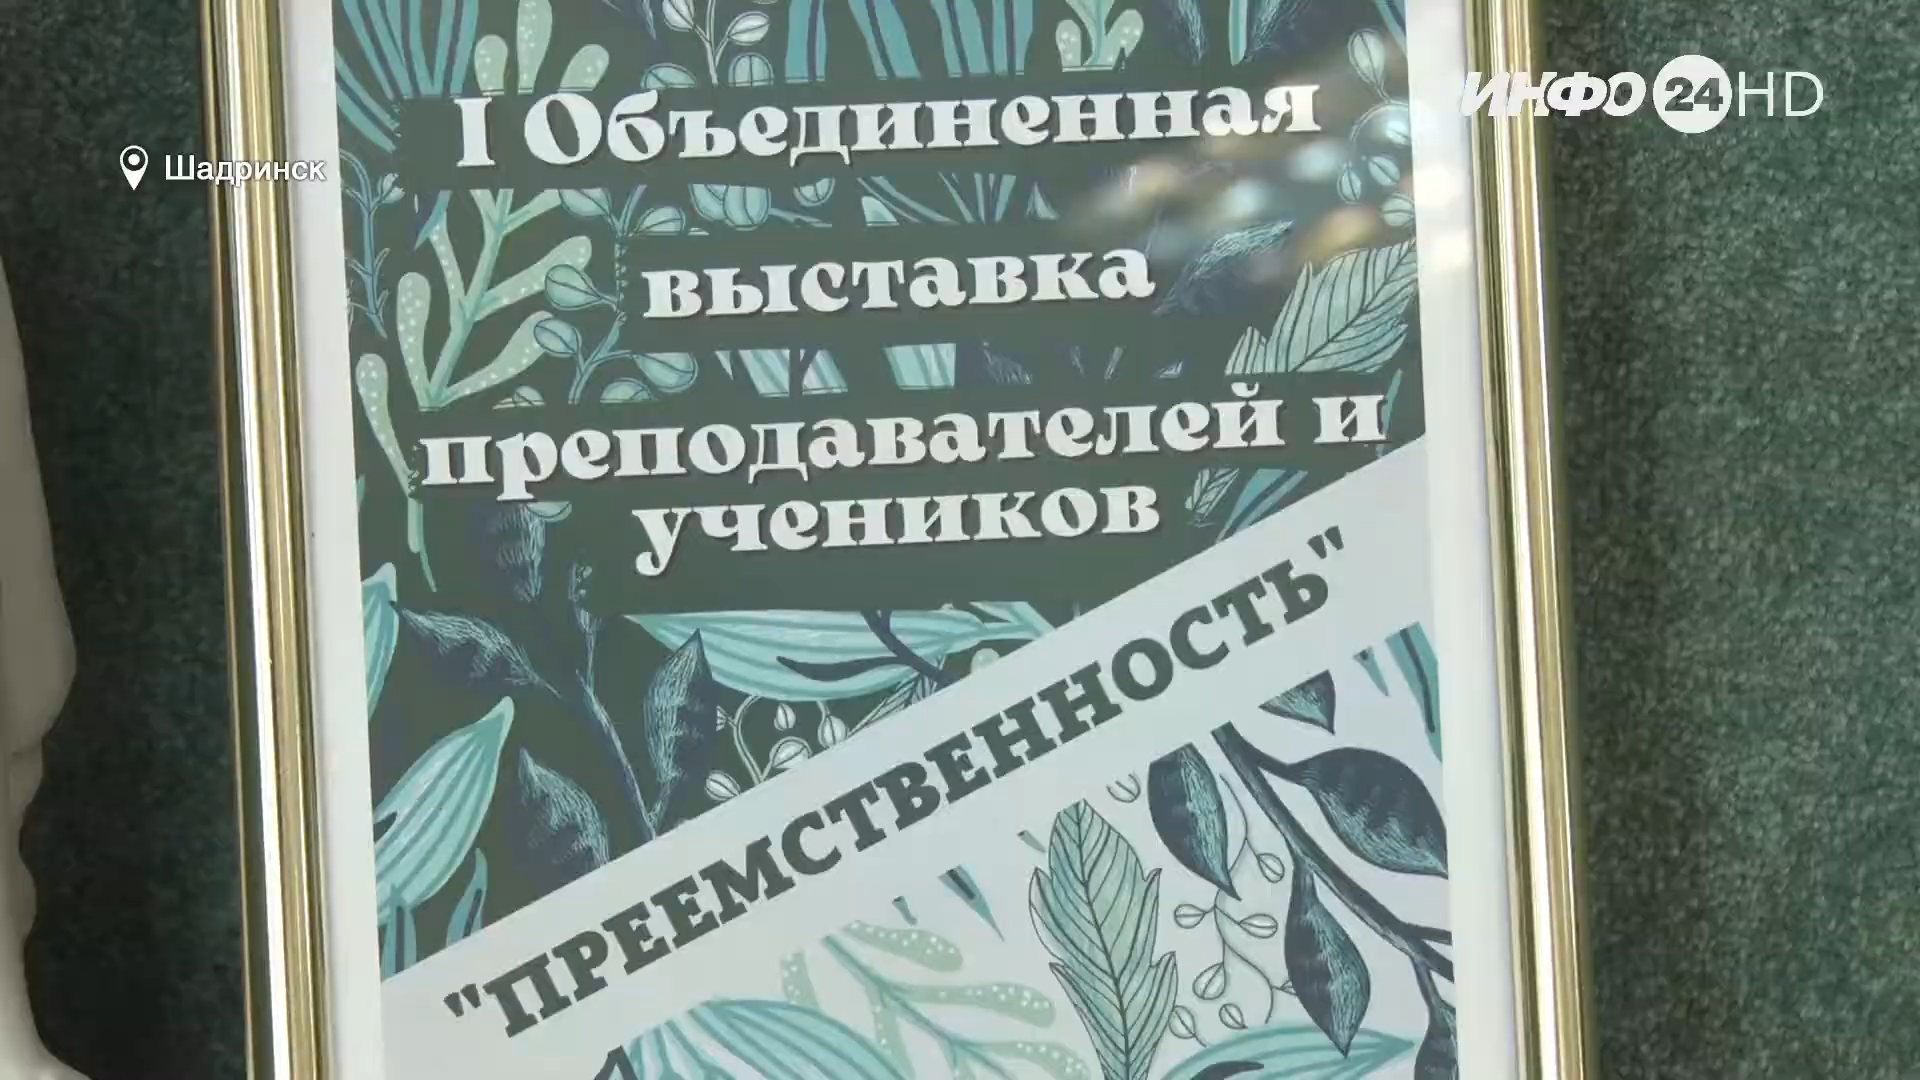 ИНФО 24 HD
Шадринск
I Объединенная
выставка
преподавателей и
учеников
"ПРЕЕМСТВЕННОСТЬ"